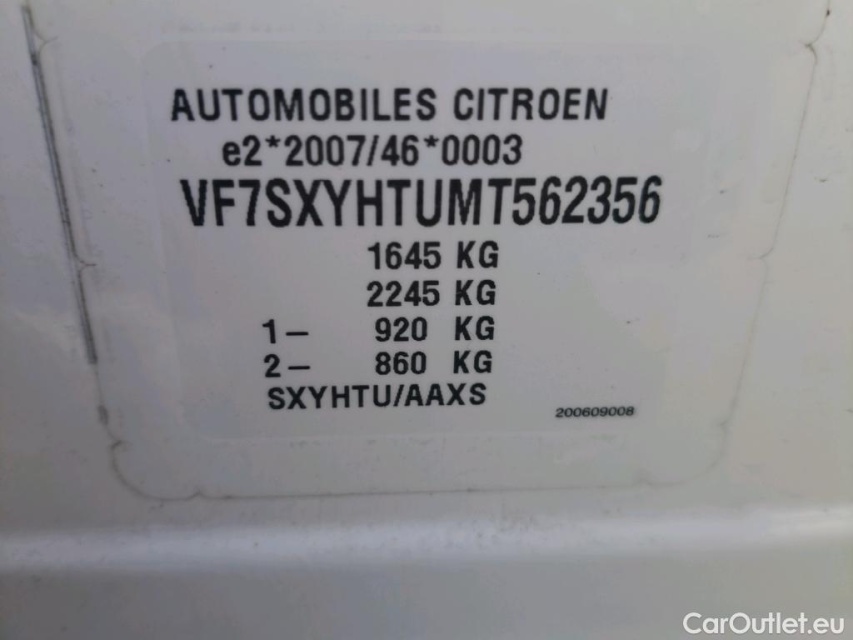 AUTOMOBILES CITROEN
e2*2007/46*0003
VF7SXYHTUMT562356
1645 KG
2245 KG
1- 920 KG
2- 860 KG
SXYHTU/AAXS
200609008
CarOutlet.eu